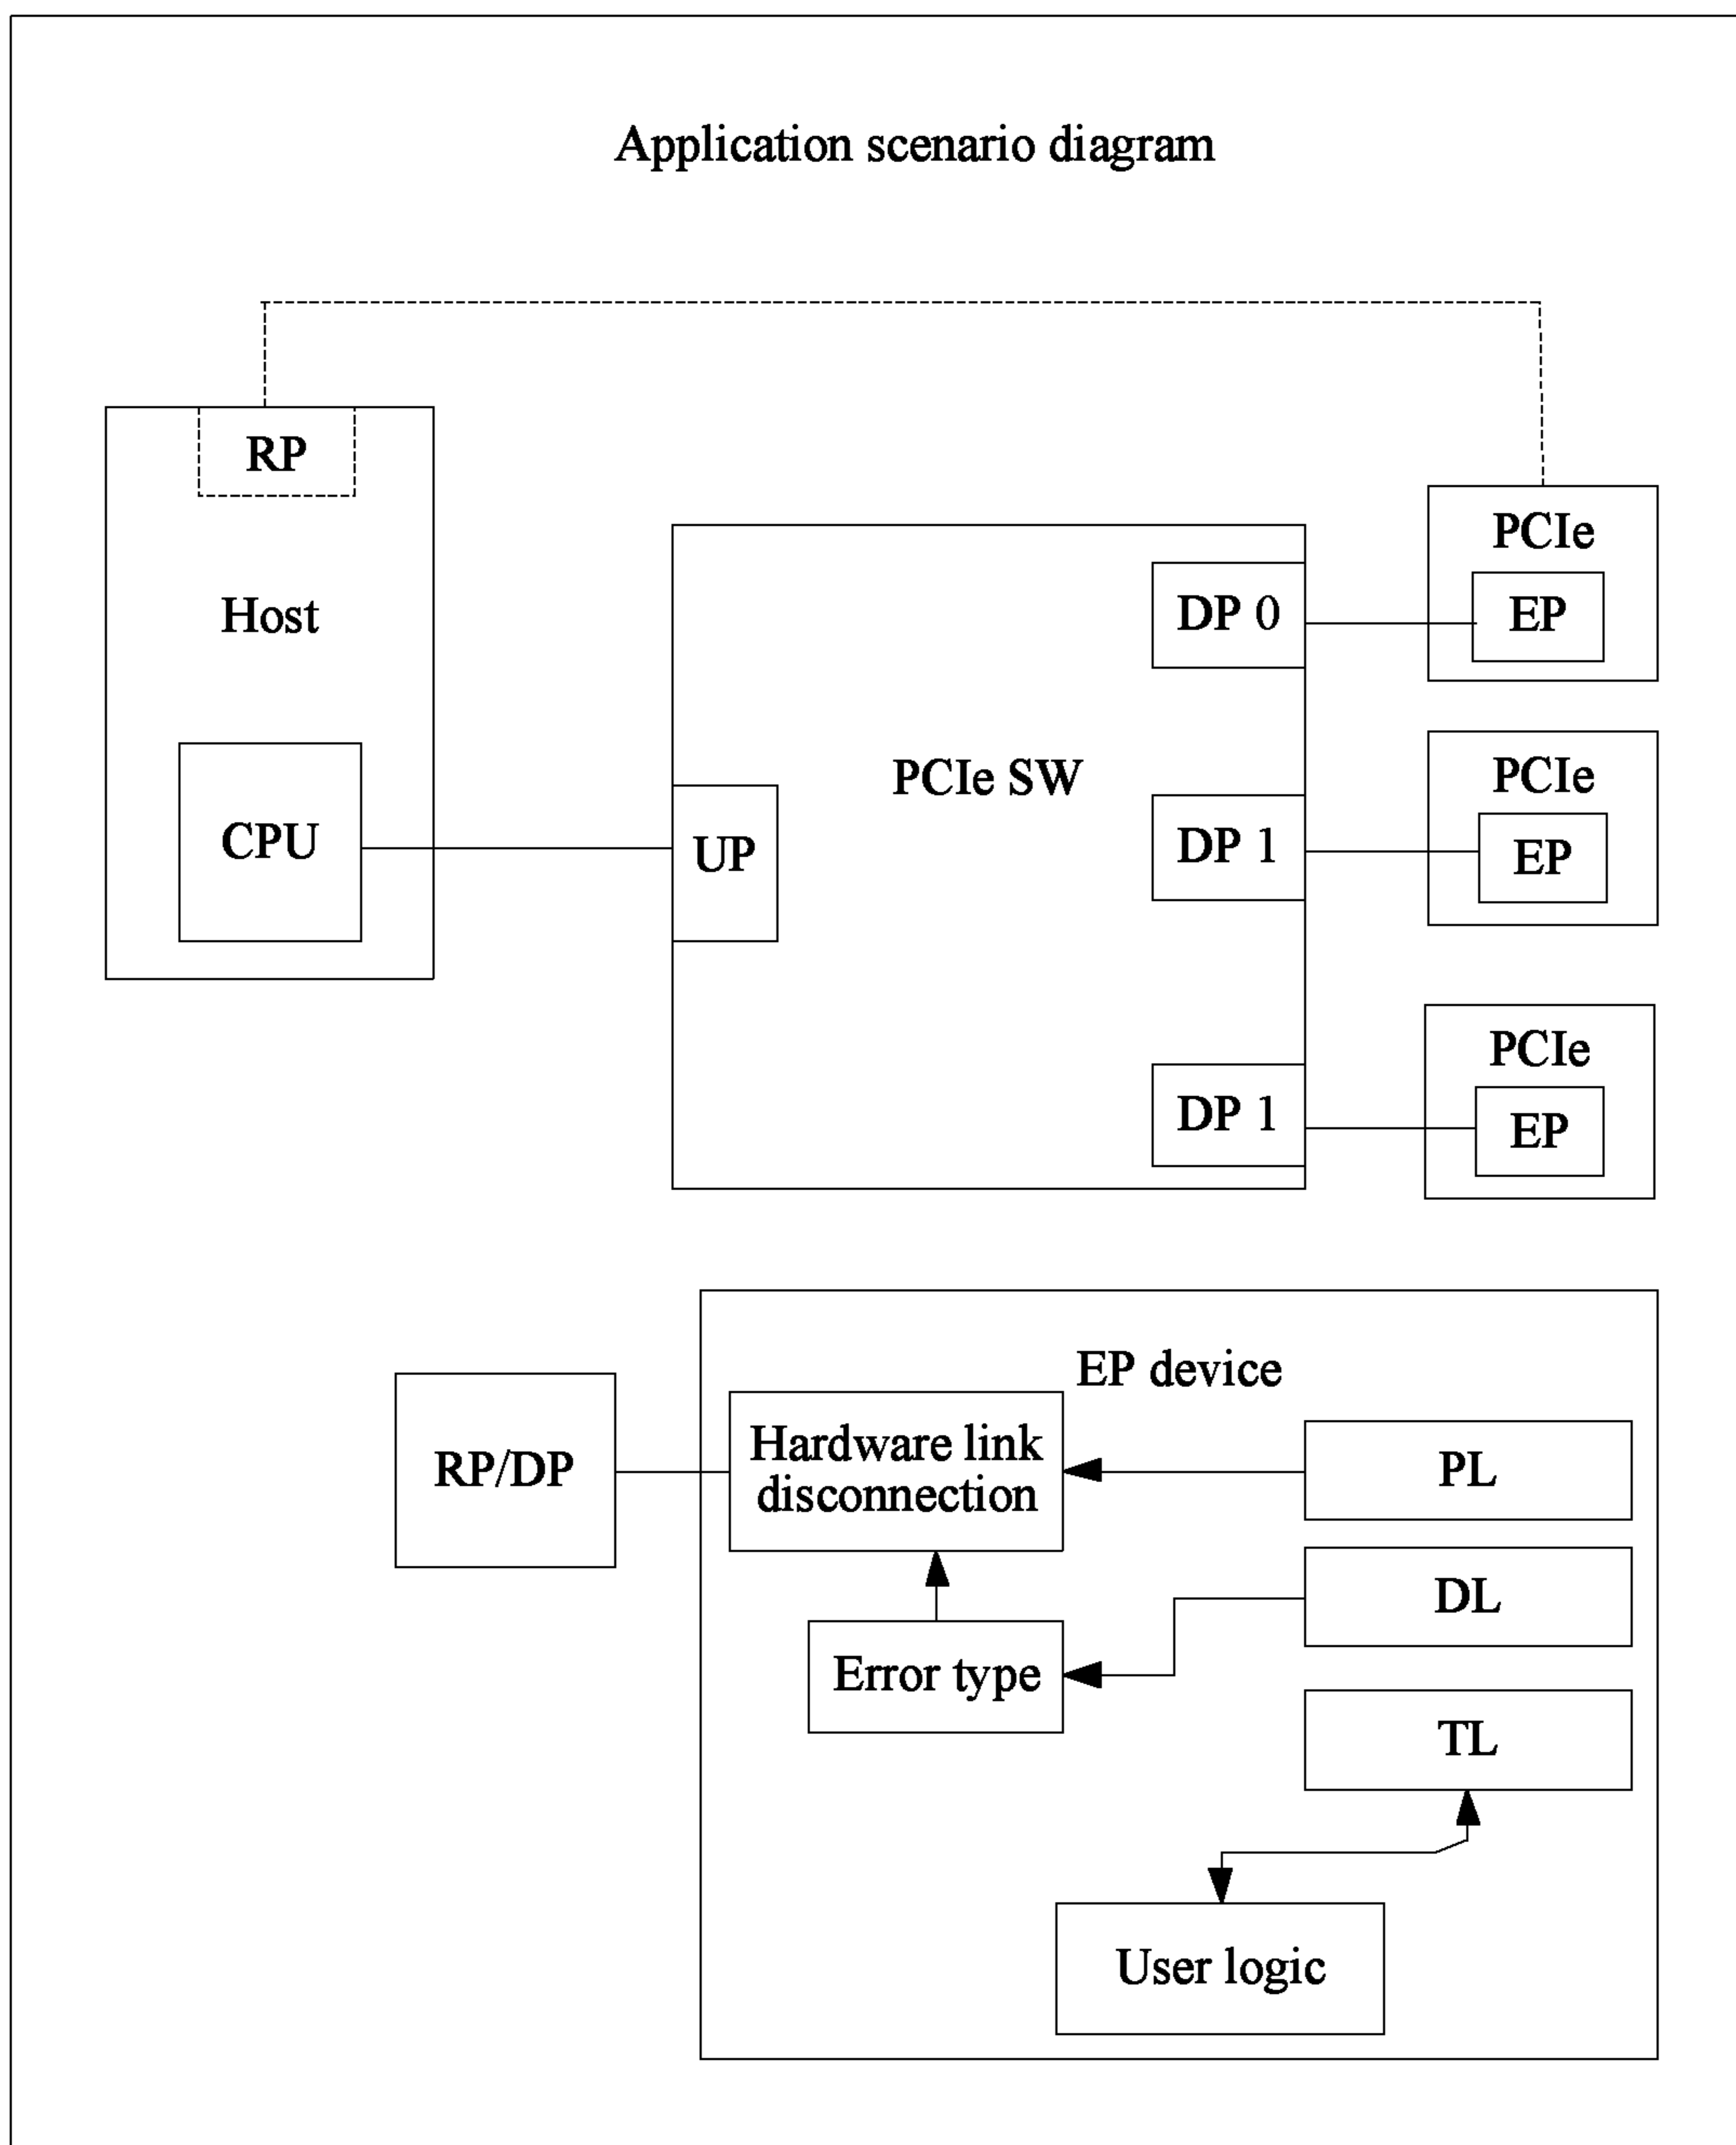 Application scenario diagram
RP
Host
CPU
PCIe SW
UP
DP 0
DP 1
DP 1
PCIe
EP
PCIe
EP
PCIe
EP
RP/DP
EP device
Hardware link
disconnection
Error type
PL
DL
TL
User logic